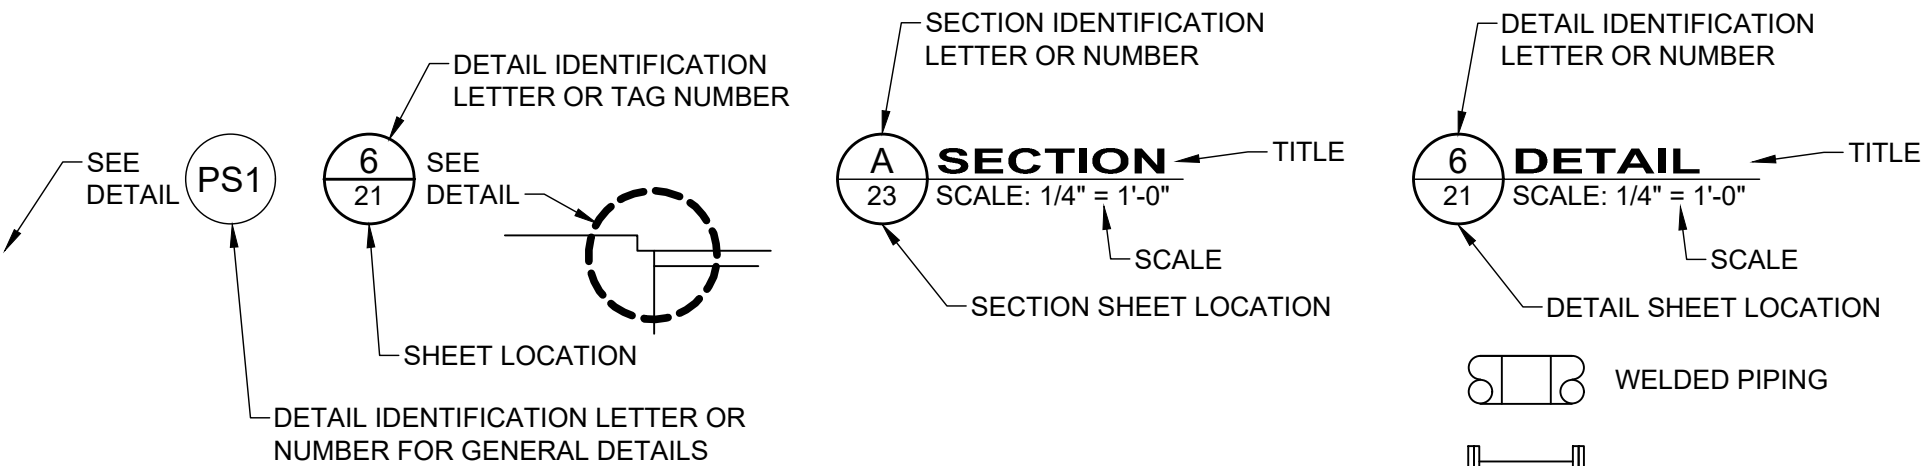 SECTION IDENTIFICATION
LETTER OR NUMBER
DETAIL IDENTIFICATION
LETTER OR NUMBER
DETAIL IDENTIFICATION
LETTER OR TAG NUMBER
SEE
DETAIL
PS1
6
21
SEE
DETAIL
A
23
SECTION
SCALE: 1/4" = 1'-0"
TITLE
6
21
DETAIL
SCALE: 1/4" = 1'-0"
TITLE
SCALE
SCALE
SECTION SHEET LOCATION
DETAIL SHEET LOCATION
SHEET LOCATION
WELDED PIPING
DETAIL IDENTIFICATION LETTER OR
NUMBER FOR GENERAL DETAILS